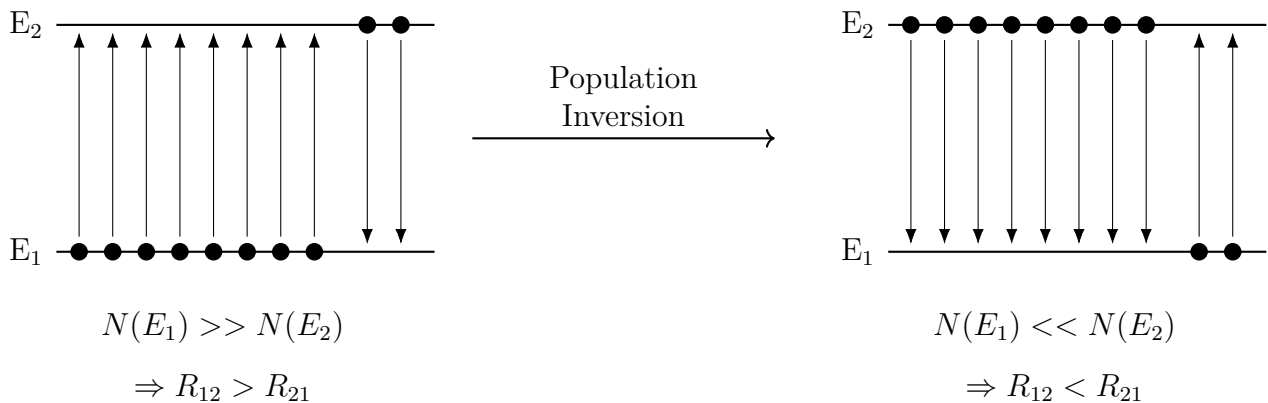 E₂
E₁
N(E₁) >> N(E₂)
⇒ R₁₂ > R₂₁
Population
Inversion
E₂
E₁
N(E₁) << N(E₂)
⇒ R₁₂ < R₂₁